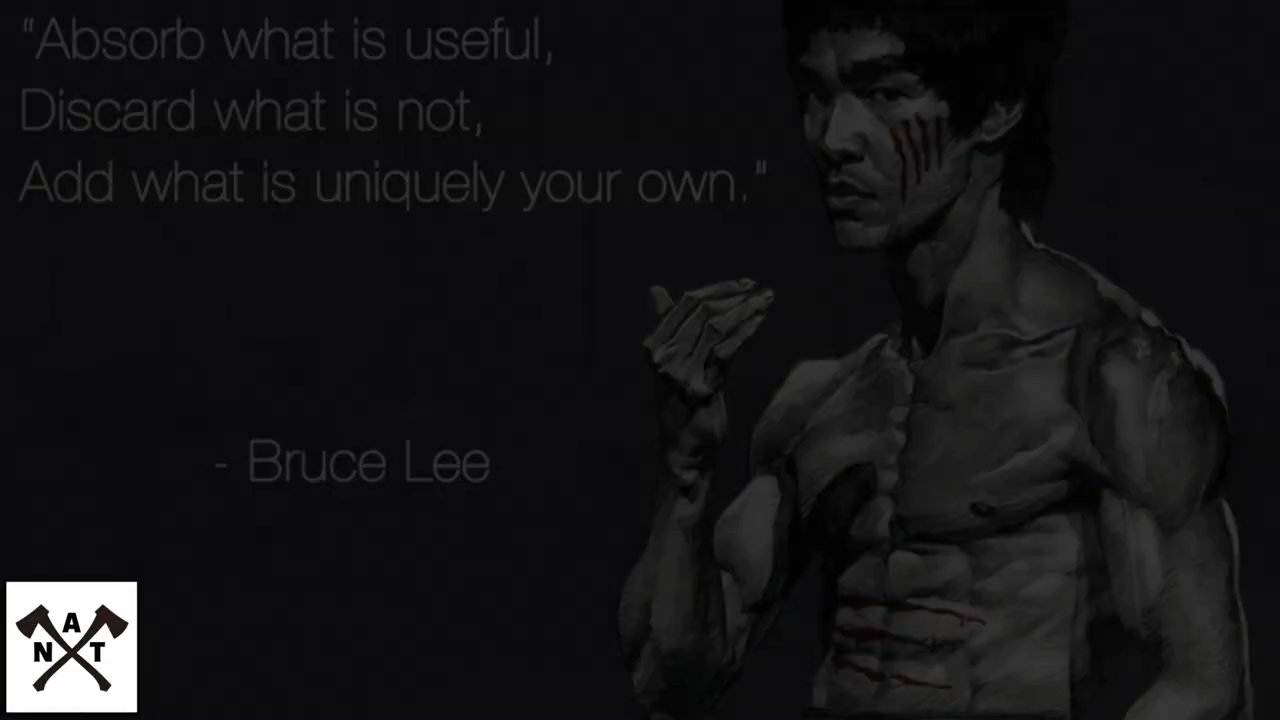 “Absorb what is useful,
Discard what is not,
Add what is uniquely your own.”
- Bruce Lee
A
N T